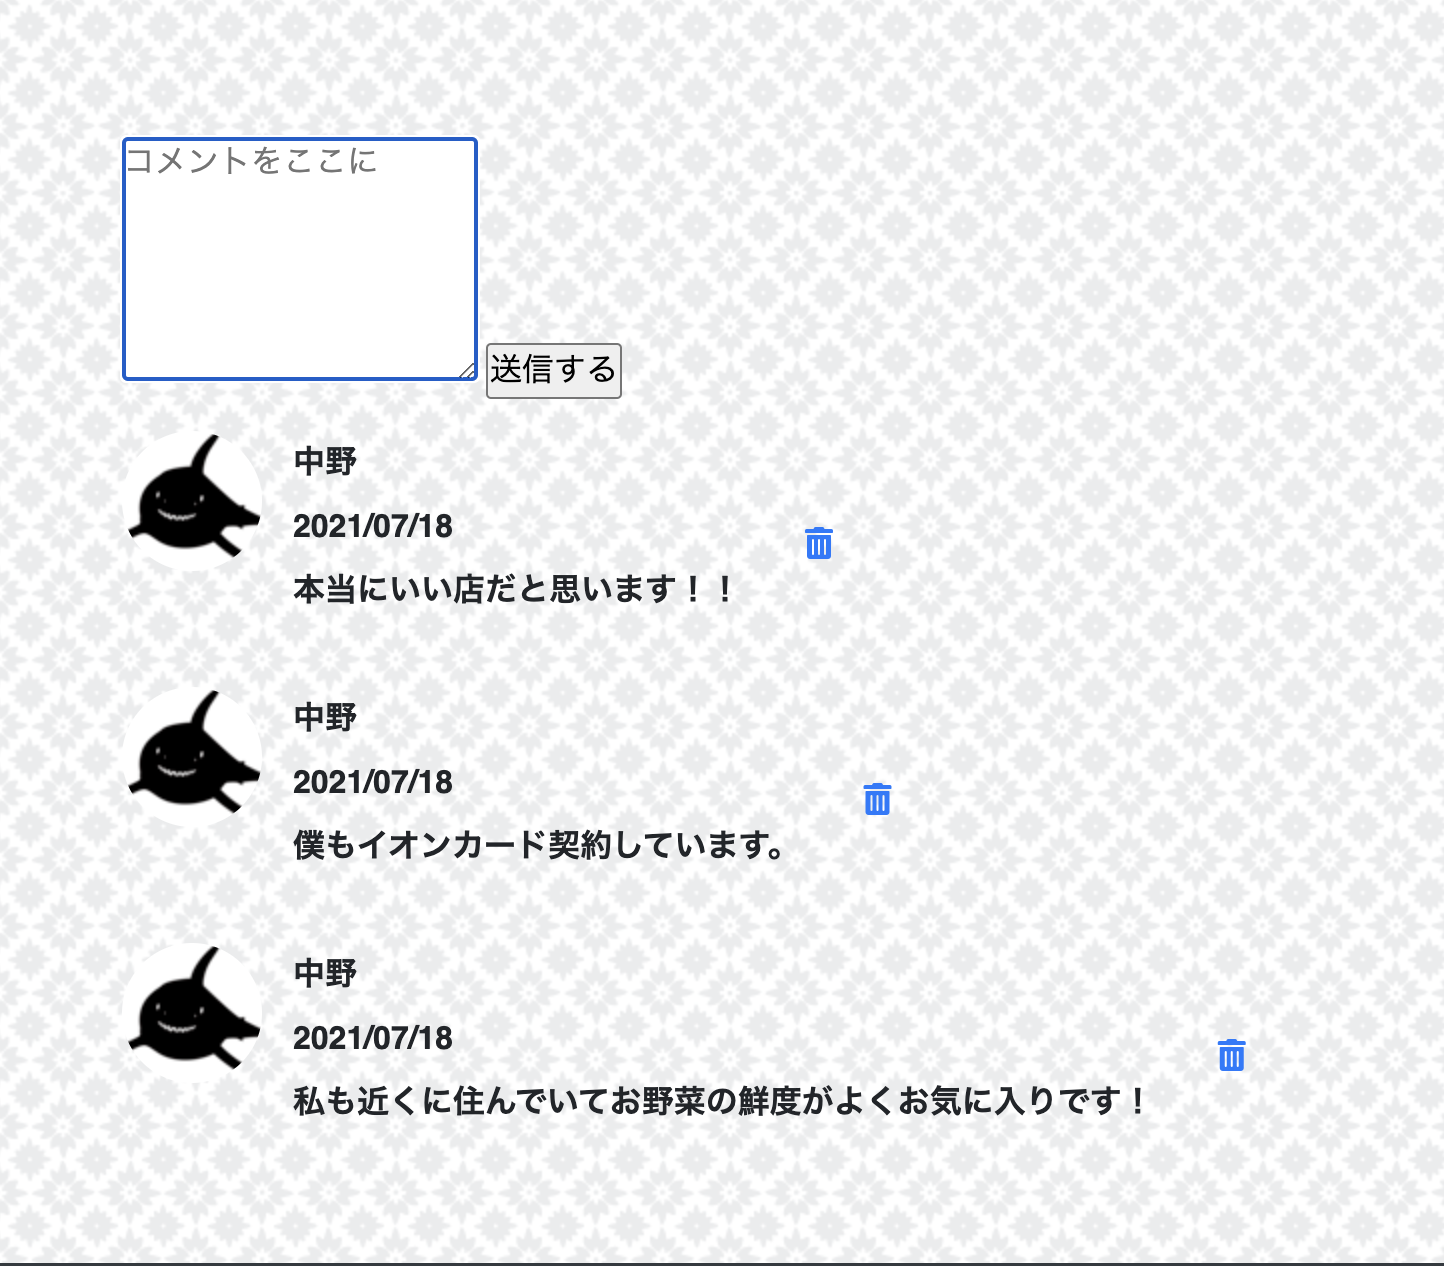 コメントをここに
送信する
中野
2021/07/18
本当にいい店だと思います！！
中野
2021/07/18
僕もイオンカード契約しています。
中野
2021/07/18
私も近くに住んでいてお野菜の鮮度がよくお気に入りです！